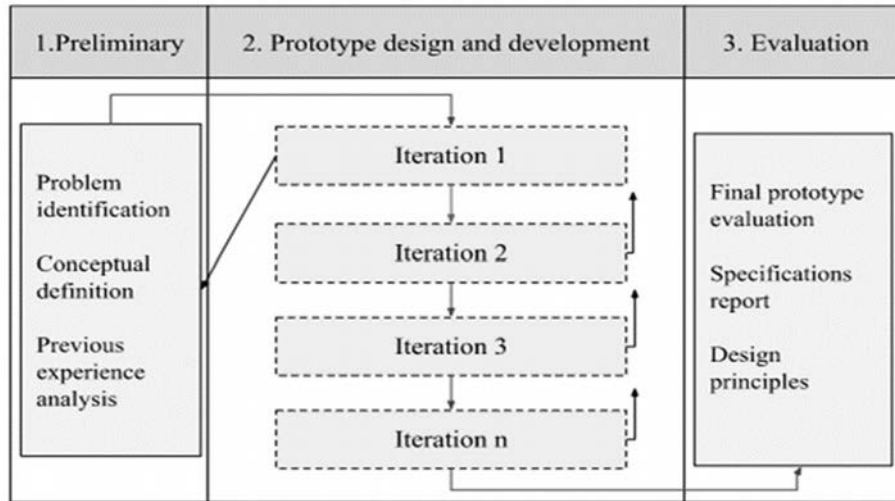 1.Preliminary
2. Prototype design and development
3. Evaluation
Problem
identification
Conceptual
definition
Previous
experience
analysis
Iteration 1
Iteration 2
Iteration 3
Iteration n
Final prototype
evaluation
Specifications
report
Design
principles